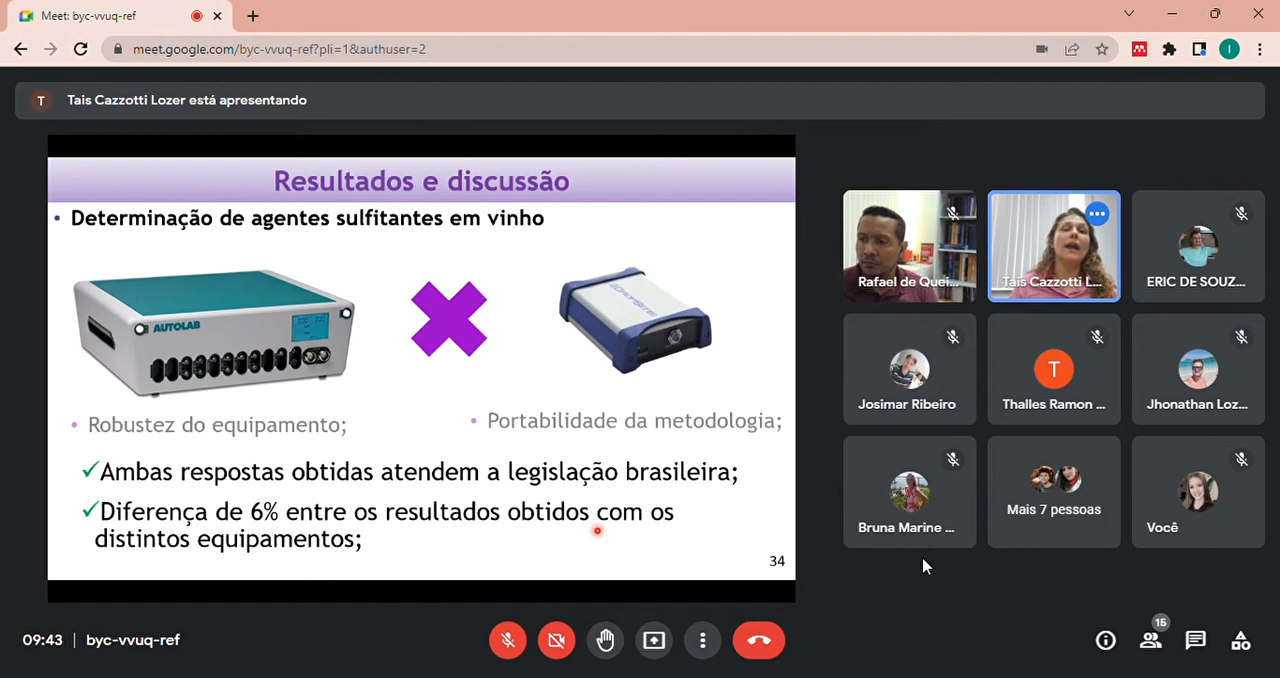 Meet: byc-vvuq-ref
meet.google.com/byc-vvuq-ref?pli=1&authuser=2
I
T
Tais Cazzotti Lozer está apresentando
Resultados e discussão
• Determinação de agentes sulfitantes em vinho
AUTOLAB
• Robustez do equipamento;
• Portabilidade da metodologia;
✓Ambas respostas obtidas atendem a legislação brasileira;
✓Diferença de 6% entre os resultados obtidos com os
distintos equipamentos;
34
Rafael de Quei...
Tais Cazzotti L...
ERIC DE SOUZ...
Josimar Ribeiro
T
Thalles Ramon ...
Jhonathan Loz...
Bruna Marine ...
Mais 7 pessoas
Você
09:43 | byc-vvuq-ref
15